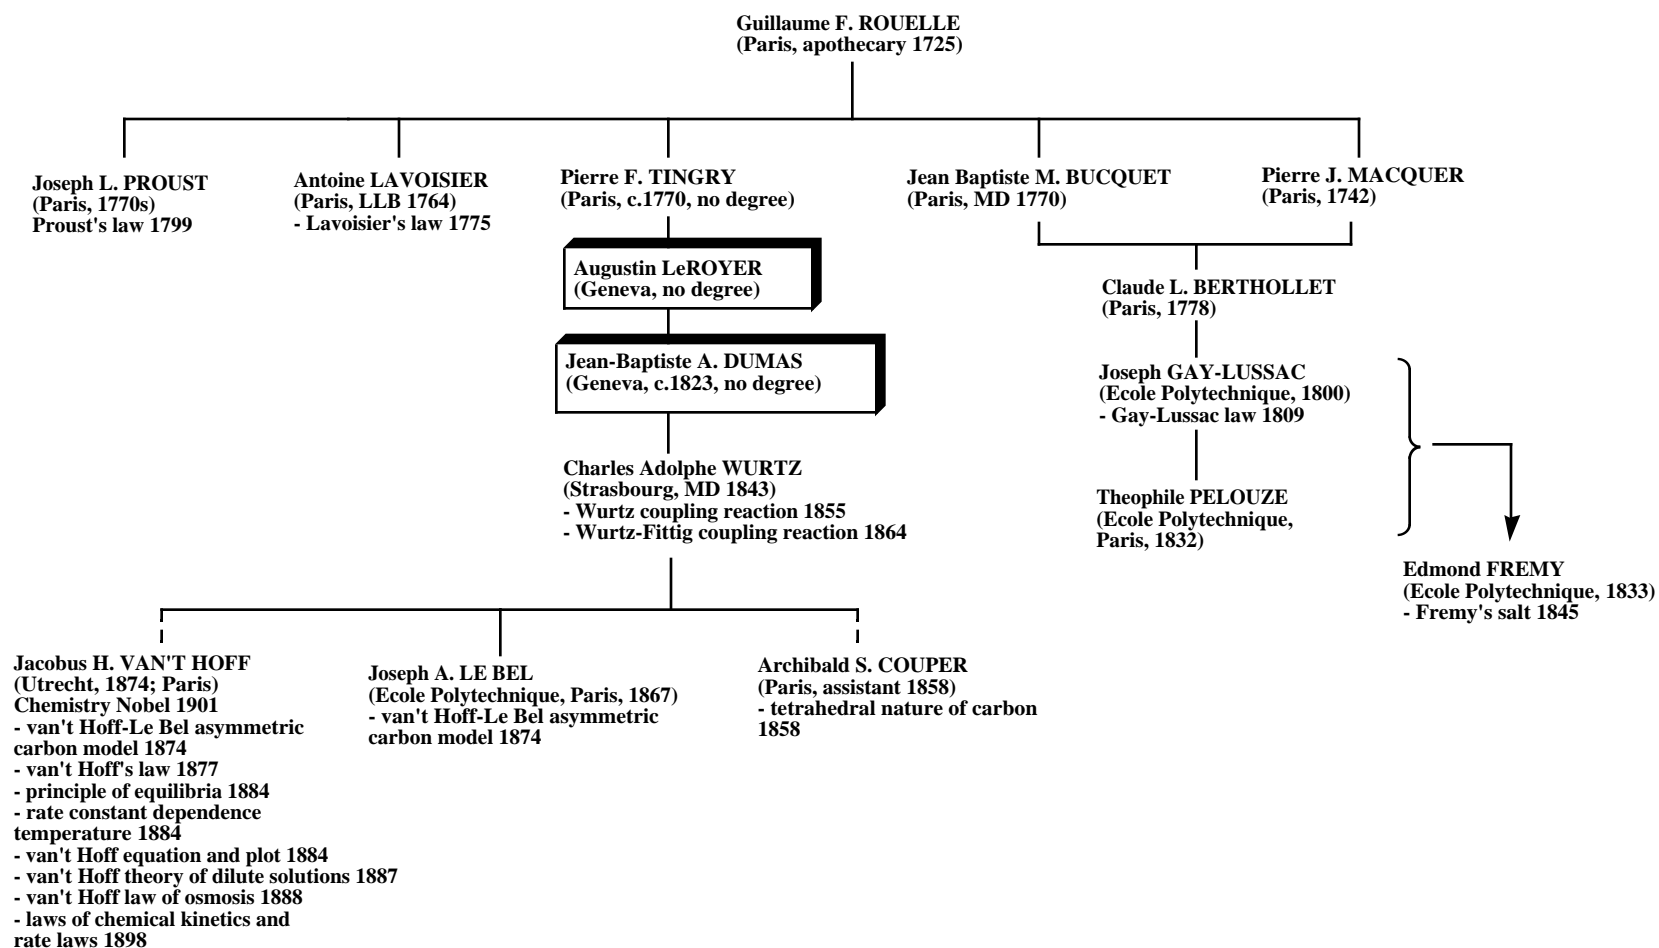 Guillaume F. ROUELLE
(Paris, apothecary 1725)
Joseph L. PROUST
(Paris, 1770s)
Proust's law 1799
Antoine LAVOISIER
(Paris, LLB 1764)
- Lavoisier's law 1775
Pierre F. TINGRY
(Paris, c.1770, no degree)
Jean Baptiste M. BUCQUET
(Paris, MD 1770)
Pierre J. MACQUER
(Paris, 1742)
Augustin LeROYER
(Geneva, no degree)
Claude L. BERTHOLLET
(Paris, 1778)
Jean-Baptiste A. DUMAS
(Geneva, c.1823, no degree)
Joseph GAY-LUSSAC
(Ecole Polytechnique, 1800)
- Gay-Lussac law 1809
Charles Adolphe WURTZ
(Strasbourg, MD 1843)
- Wurtz coupling reaction 1855
- Wurtz-Fittig coupling reaction 1864
Theophile PELOUZE
(Ecole Polytechnique,
Paris, 1832)
Edmond FREMY
(Ecole Polytechnique, 1833)
- Fremy's salt 1845
Jacobus H. VAN'T HOFF
(Utrecht, 1874; Paris)
Chemistry Nobel 1901
- van't Hoff-Le Bel asymmetric
carbon model 1874
- van't Hoff's law 1877
- principle of equilibria 1884
- rate constant dependence
temperature 1884
- van't Hoff equation and plot 1884
- van't Hoff theory of dilute solutions 1887
- van't Hoff law of osmosis 1888
- laws of chemical kinetics and
rate laws 1898
Joseph A. LE BEL
(Ecole Polytechnique, Paris, 1867)
- van't Hoff-Le Bel asymmetric
carbon model 1874
Archibald S. COUPER
(Paris, assistant 1858)
- tetrahedral nature of carbon
1858